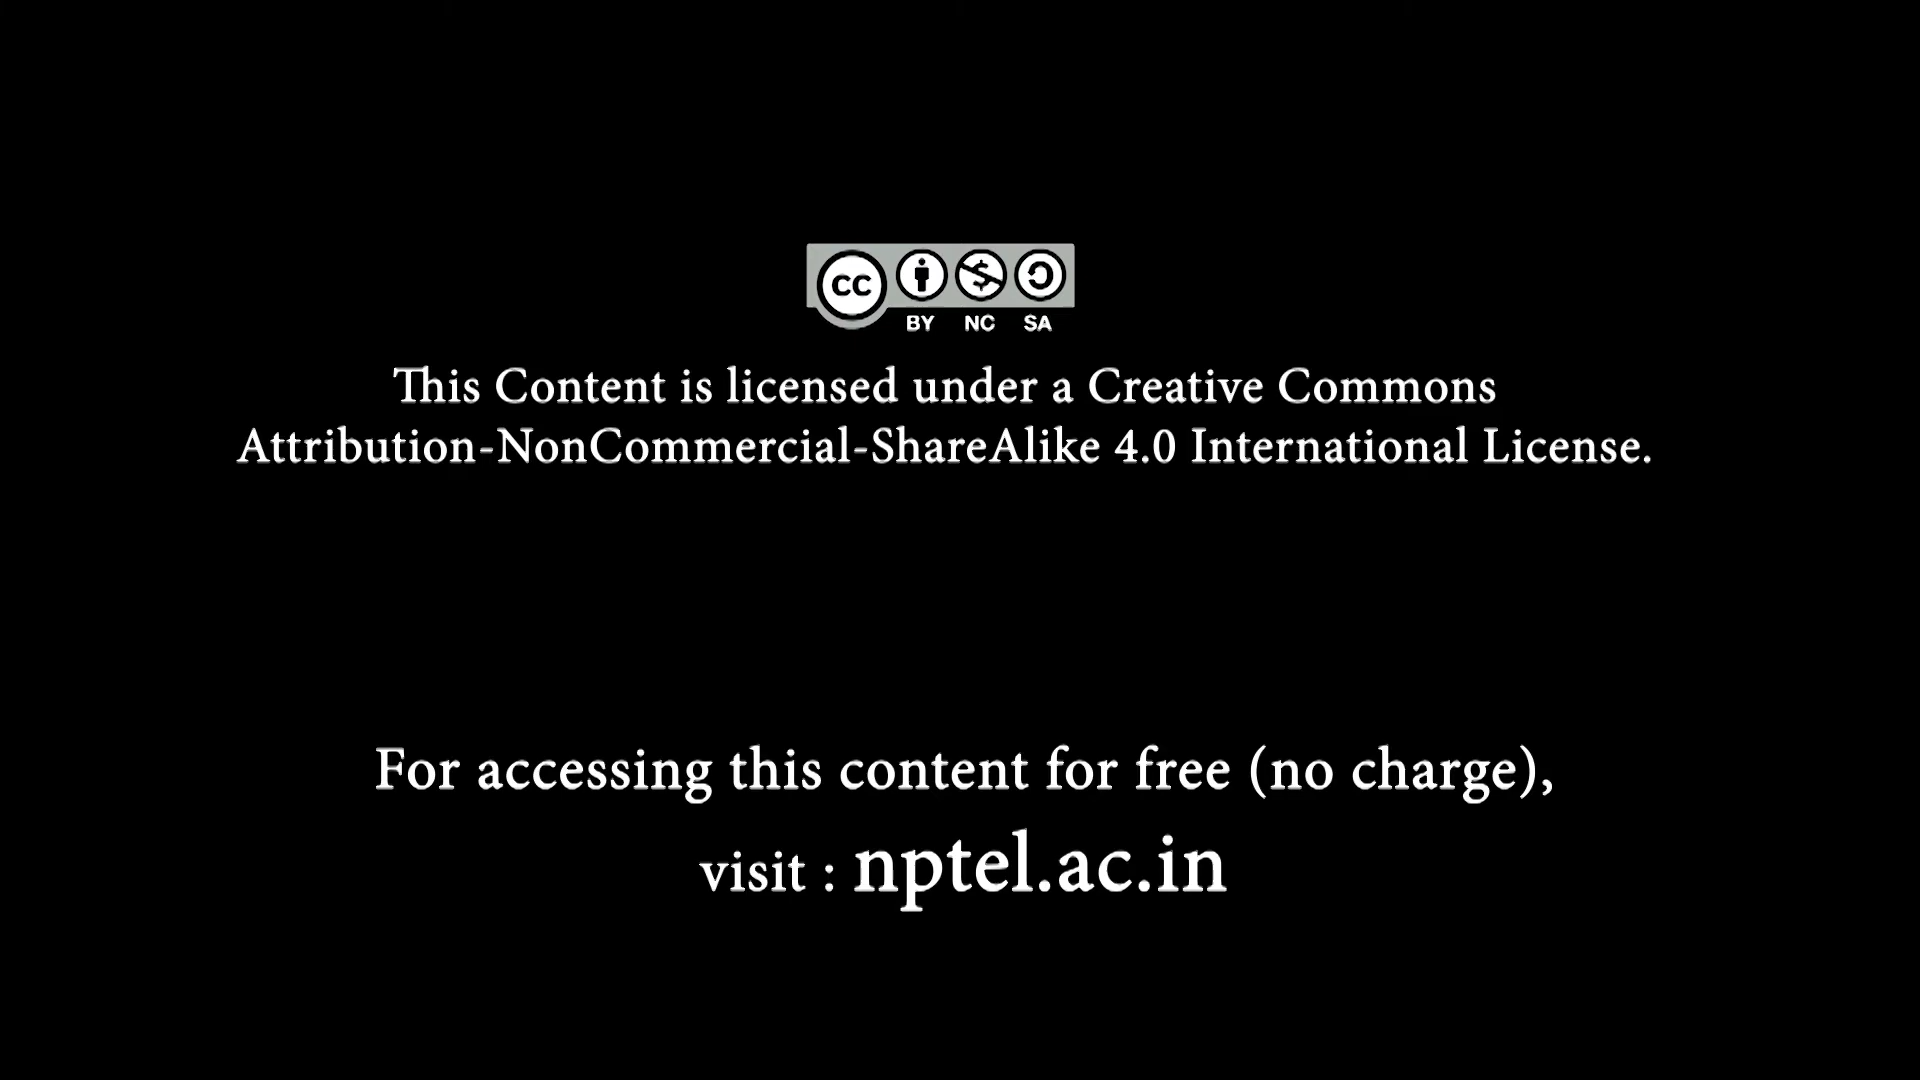 cc
BY NC SA
This Content is licensed under a Creative Commons
Attribution-NonCommercial-ShareAlike 4.0 International License.
For accessing this content for free (no charge),
visit : nptel.ac.in